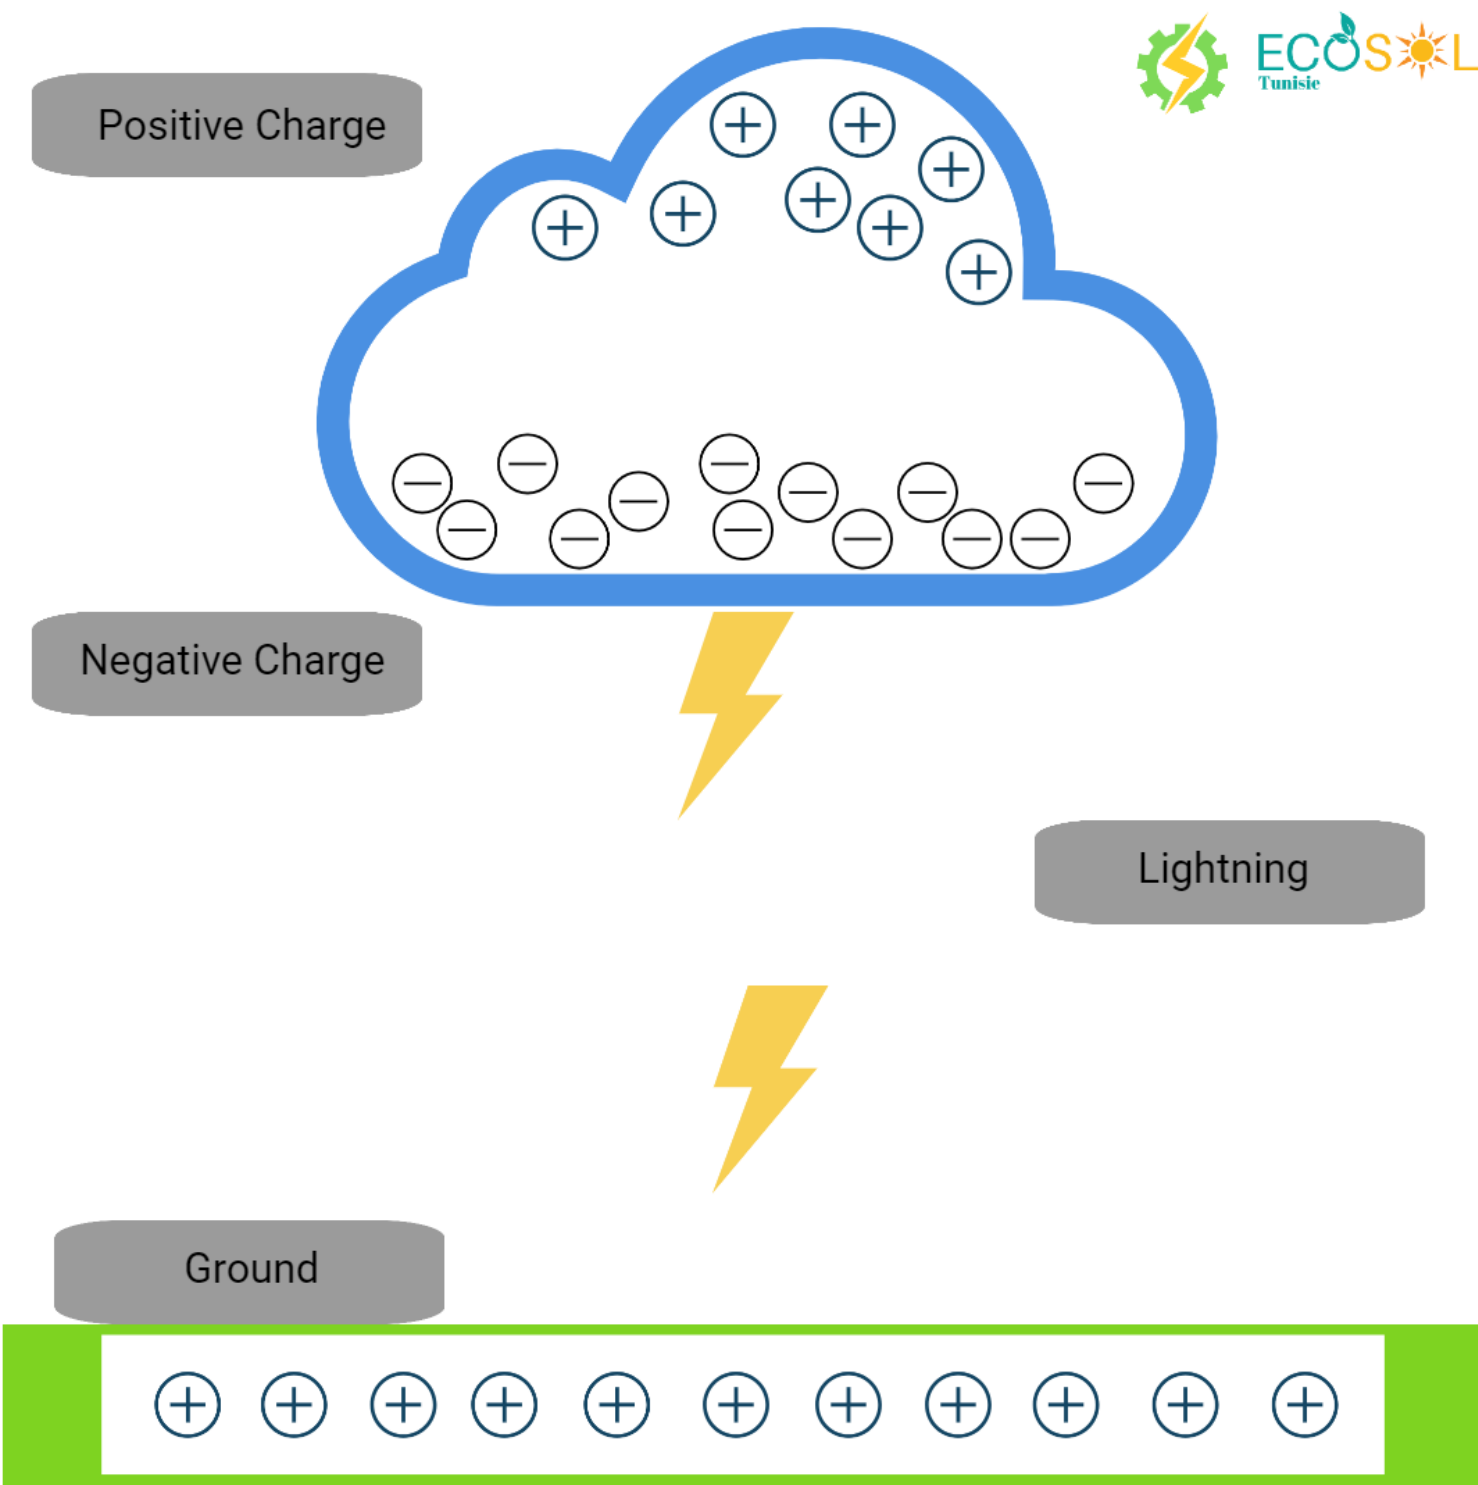 ECOSOL
Tunisie
Positive Charge
Negative Charge
Lightning
Ground